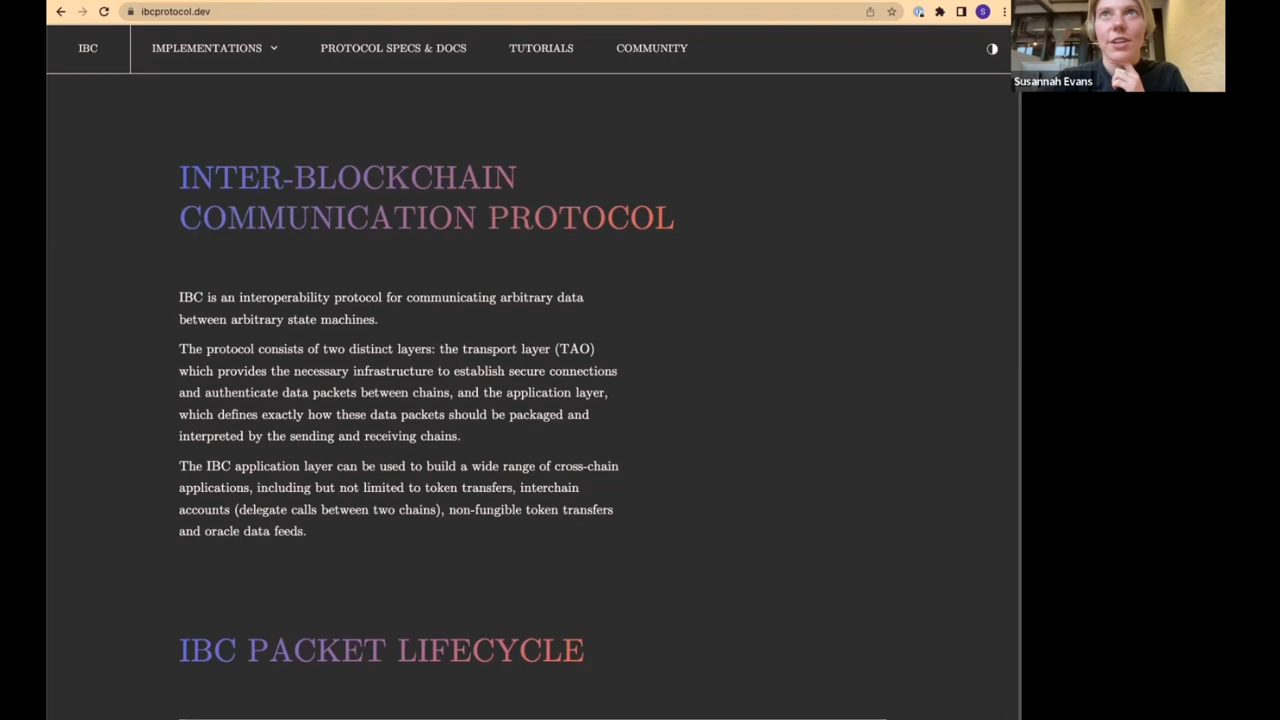 ibcprotocol.dev
S
IBC
IMPLEMENTATIONS
PROTOCOL SPECS & DOCS
TUTORIALS
COMMUNITY
Susannah Evans
INTER-BLOCKCHAIN
COMMUNICATION PROTOCOL
IBC is an interoperability protocol for communicating arbitrary data
between arbitrary state machines.
The protocol consists of two distinct layers: the transport layer (TAO)
which provides the necessary infrastructure to establish secure connections
and authenticate data packets between chains, and the application layer,
which defines exactly how these data packets should be packaged and
interpreted by the sending and receiving chains.
The IBC application layer can be used to build a wide range of cross-chain
applications, including but not limited to token transfers, interchain
accounts (delegate calls between two chains), non-fungible token transfers
and oracle data feeds.
IBC PACKET LIFECYCLE